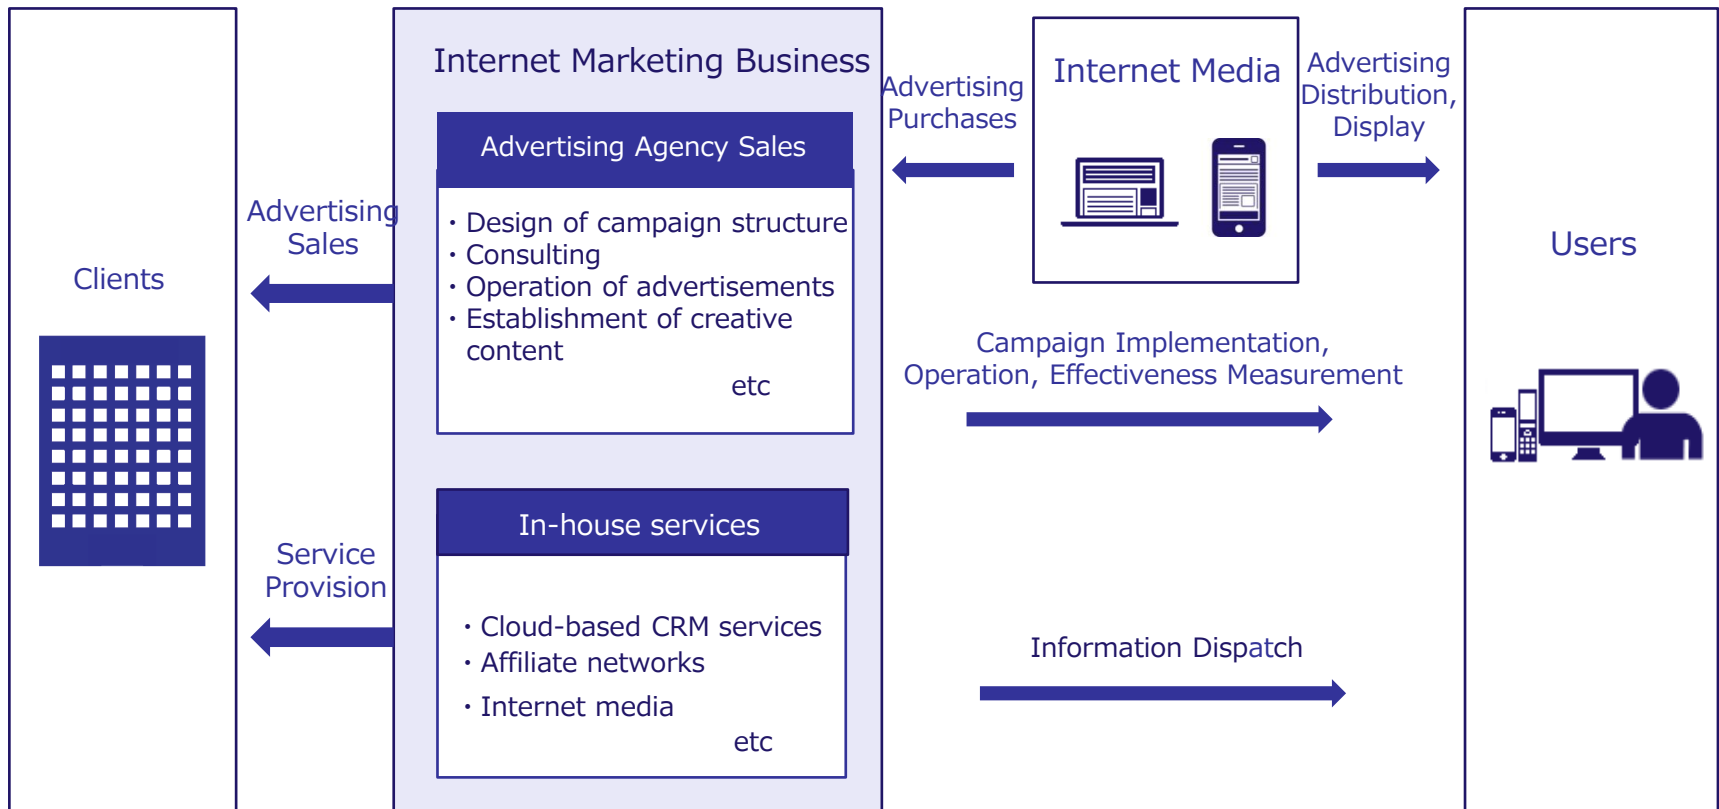 Clients
Advertising
Sales
Service
Provision
Internet Marketing Business
Advertising Agency Sales
・Design of campaign structure
・Consulting
・Operation of advertisements
・Establishment of creative
content
etc
In-house services
・Cloud-based CRM services
・Affiliate networks
・Internet media
etc
Advertising
Purchases
Internet Media
Advertising
Distribution,
Display
Campaign Implementation,
Operation, Effectiveness Measurement
Information Dispatch
Users